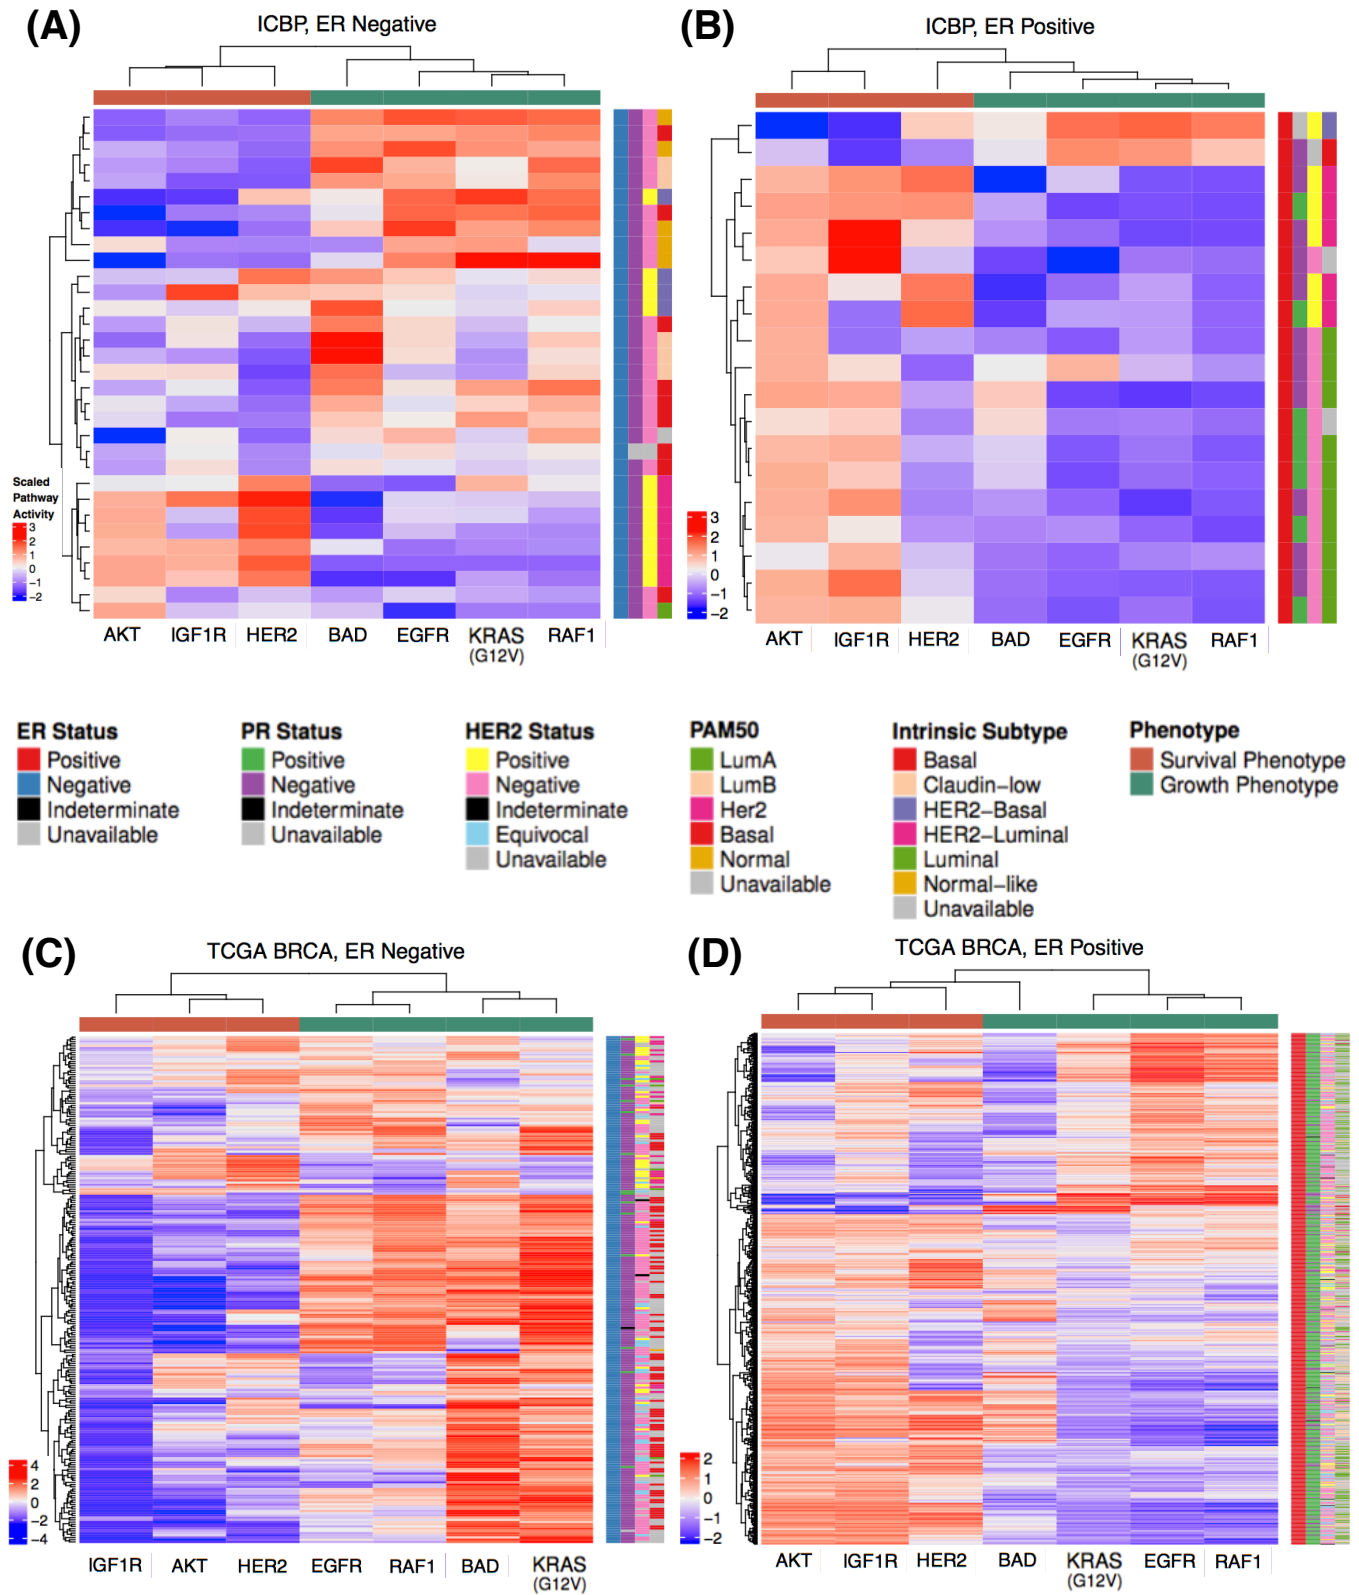 (A)
ICBP, ER Negative
(B)
ICBP, ER Positive
Scaled
Pathway
Activity
3
2
1
0
−1
−2
AKT IGF1R HER2 BAD EGFR KRAS RAF1
(G12V)
3
2
1
0
−1
−2
AKT IGF1R HER2 BAD EGFR KRAS RAF1
(G12V)
ER Status
Positive
Negative
Indeterminate
Unavailable
PR Status
Positive
Negative
Indeterminate
Unavailable
HER2 Status
Positive
Negative
Indeterminate
Equivocal
Unavailable
PAM50
LumA
LumB
Her2
Basal
Normal
Unavailable
Intrinsic Subtype
Basal
Claudin−low
HER2−Basal
HER2−Luminal
Luminal
Normal−like
Unavailable
Phenotype
Survival Phenotype
Growth Phenotype
(C)
TCGA BRCA, ER Negative
(D)
TCGA BRCA, ER Positive
4
2
0
−2
−4
IGF1R AKT HER2 EGFR RAF1 BAD KRAS
(G12V)
2
1
0
−1
−2
AKT IGF1R HER2 BAD KRAS EGFR RAF1
(G12V)